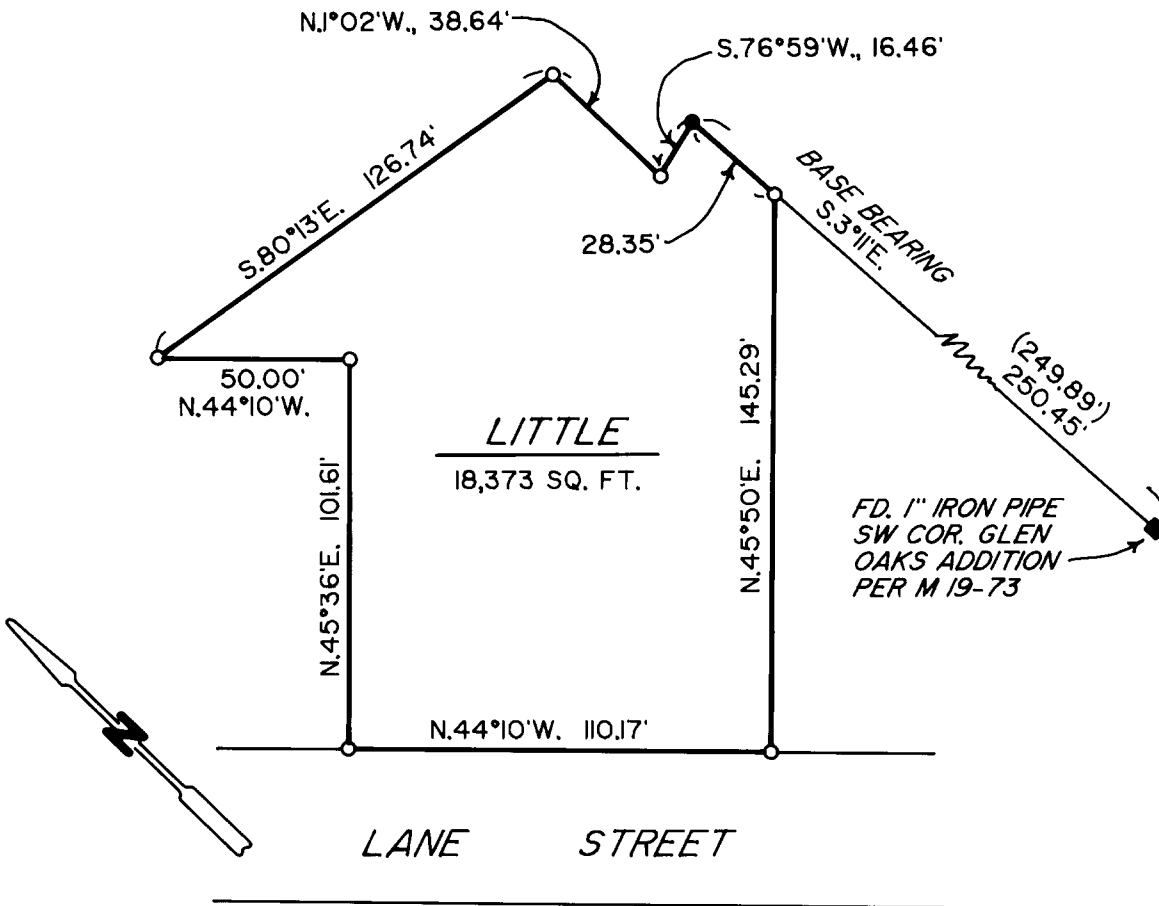 N.1°02'W., 38.64'
S.76°59'W., 16.46'
S.80°13'E. 126.74'
28.35'
BASE BEARING
S.3°11'E.
(249.89')
250.45'
50.00'
N.44°10'W.
N.45°36'E. 101.61'
LITTLE
18,373 SQ. FT.
N.45°50'E. 145.29'
FD. 1" IRON PIPE
SW COR. GLEN
OAKS ADDITION
PER M 19-73
N
N.44°10'W. 110.17'
LANE STREET